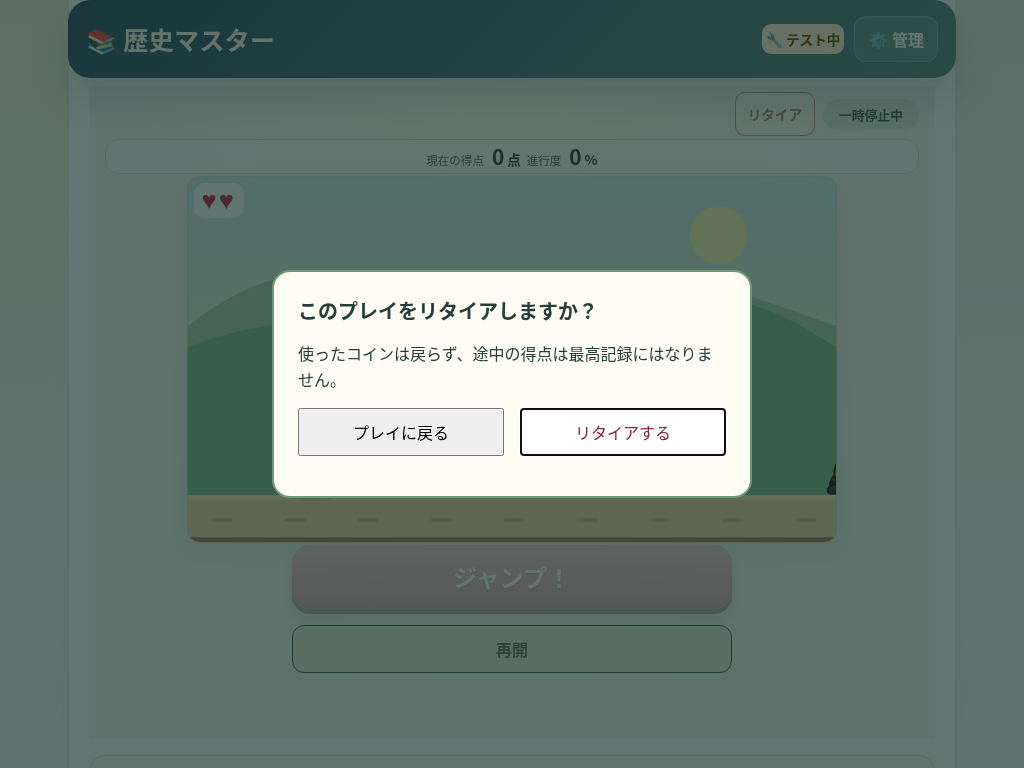 📚 歴史マスター
🔧 テスト中
⚙️ 管理
リタイア
一時停止中
現在の得点 0点 進行度 0%
♥♥
このプレイをリタイアしますか？
使ったコインは戻らず、途中の得点は最高記録にはなりま
せん。
プレイに戻る
リタイアする
ジャンプ！
再開